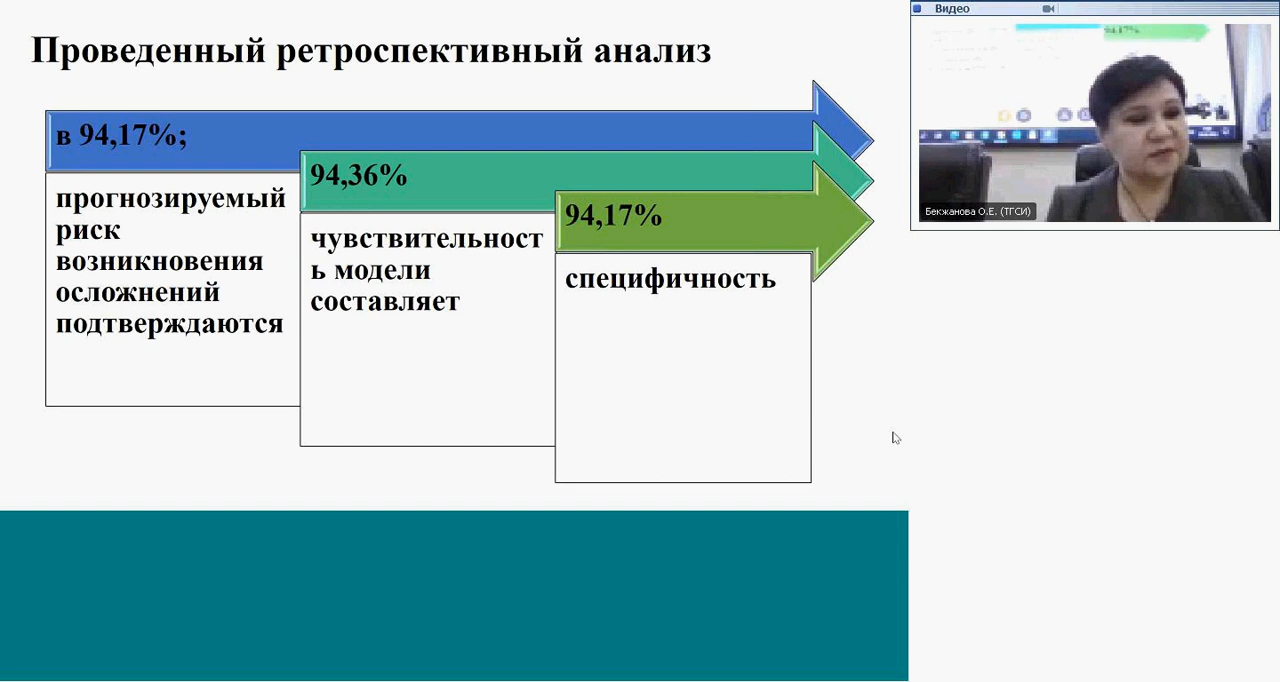 Проведенный ретроспективный анализ
в 94,17%;
прогнозируемый
риск
возникновения
осложнений
подтверждаются
94,36%
чувствительност
ь модели
составляет
94,17%
специфичность
Видео
Бекжанова О.Е. (ТГСИ)